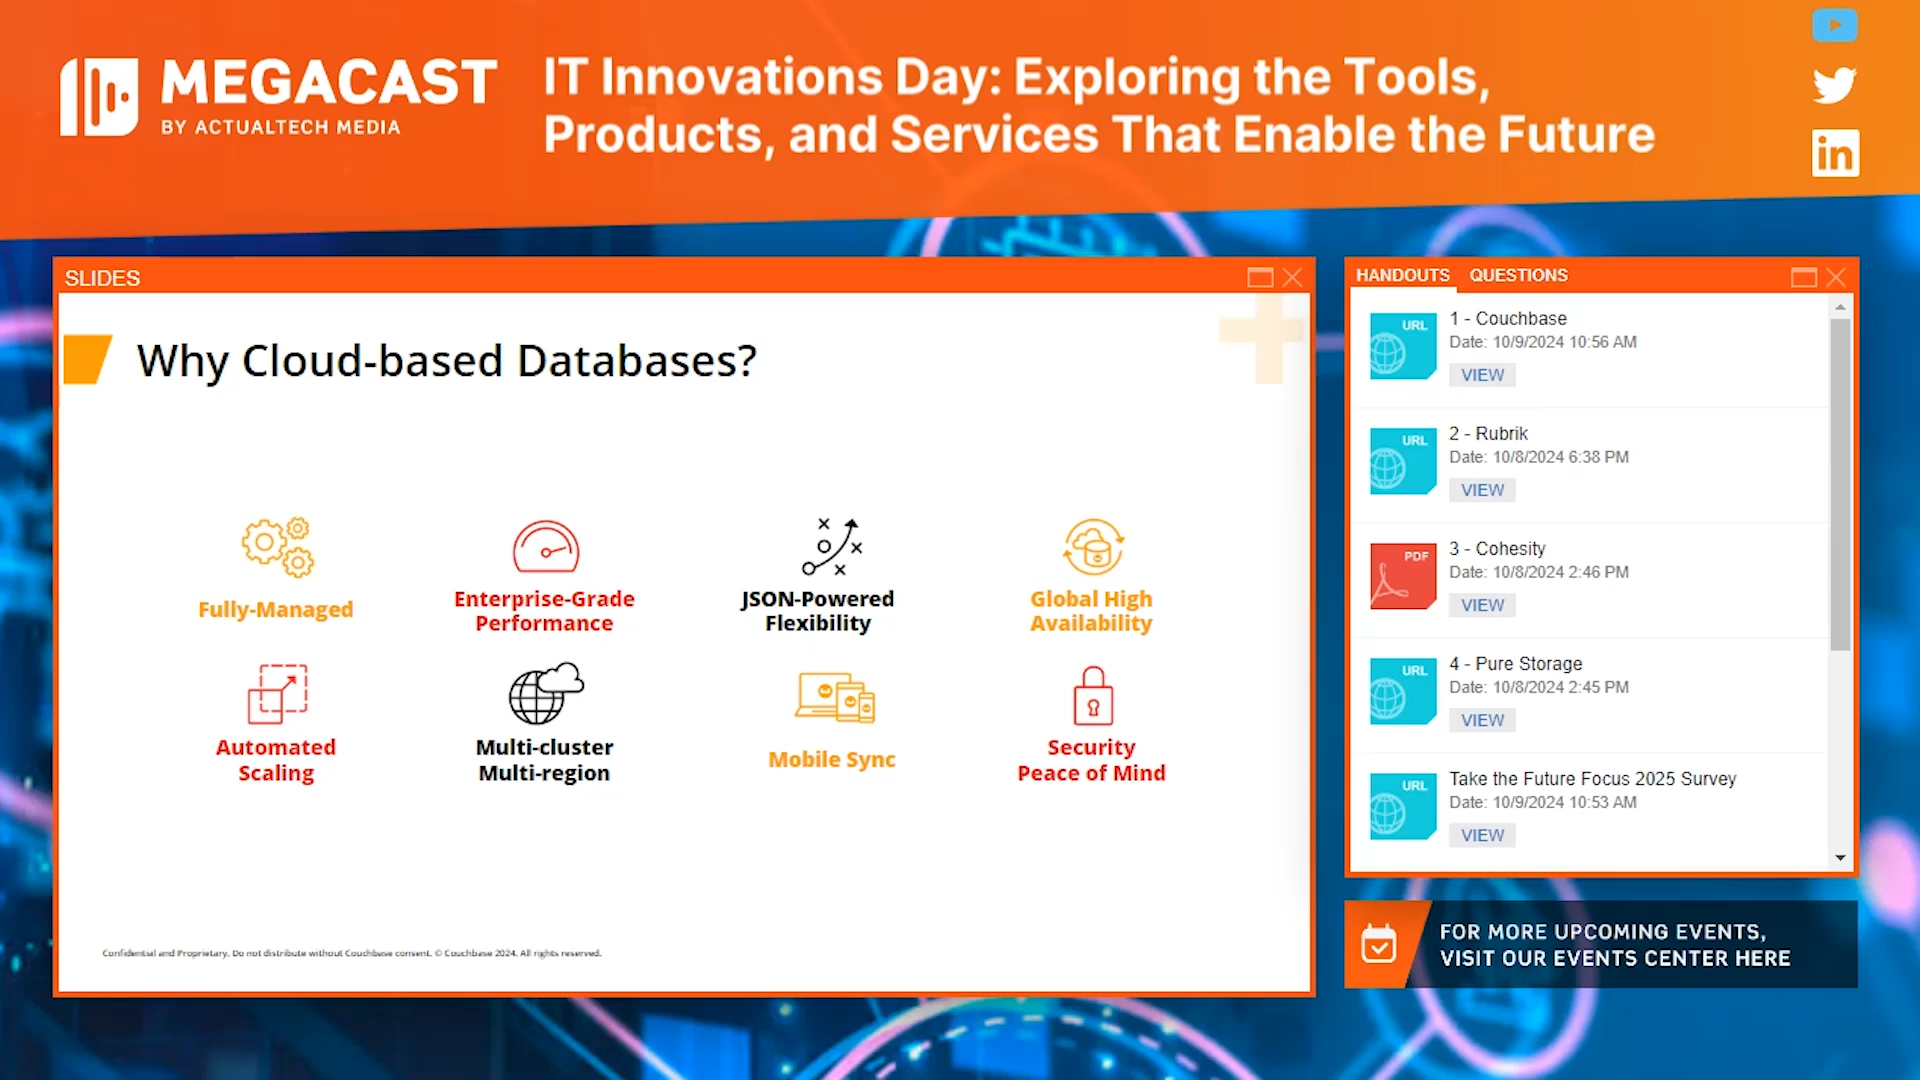 MEGACAST
BY ACTUALTECH MEDIA
IT Innovations Day: Exploring the Tools,
Products, and Services That Enable the Future
in
SLIDES
Why Cloud-based Databases?
Fully-Managed
Enterprise-Grade
Performance
JSON-Powered
Flexibility
Global High
Availability
Automated
Scaling
Multi-cluster
Multi-region
Mobile Sync
Security
Peace of Mind
Confidential and Proprietary. Do not distribute without Couchbase consent. © Couchbase 2024. All rights reserved.
HANDOUTS QUESTIONS
URL
1 - Couchbase
Date: 10/9/2024 10:56 AM
VIEW
URL
2 - Rubrik
Date: 10/8/2024 6:38 PM
VIEW
PDF
3 - Cohesity
Date: 10/8/2024 2:46 PM
VIEW
URL
4 - Pure Storage
Date: 10/8/2024 2:45 PM
VIEW
URL
Take the Future Focus 2025 Survey
Date: 10/9/2024 10:53 AM
VIEW
FOR MORE UPCOMING EVENTS,
VISIT OUR EVENTS CENTER HERE